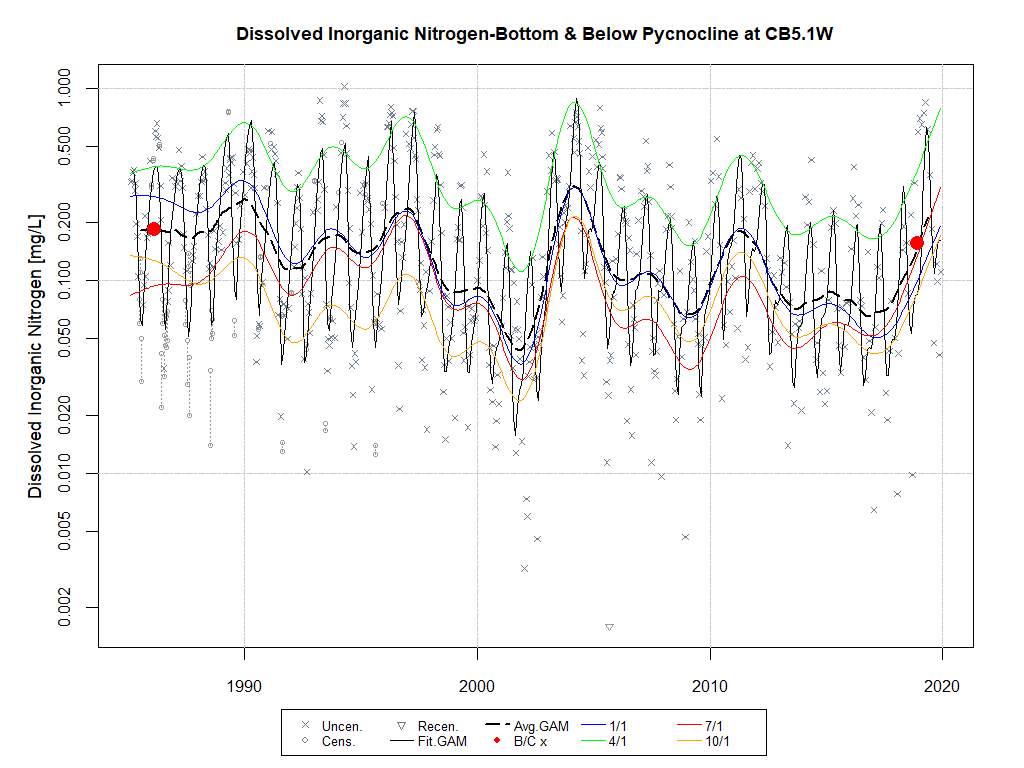 Dissolved Inorganic Nitrogen-Bottom & Below Pycnocline at CB5.1W
Dissolved Inorganic Nitrogen [mg/L]
1.000
0.500
0.200
0.100
0.050
0.020
0.010
0.005
0.002
1990 2000 2010 2020
Uncen. Recen. Avg.GAM 1/1 7/1
Cens. Fit.GAM B/C x 4/1 10/1